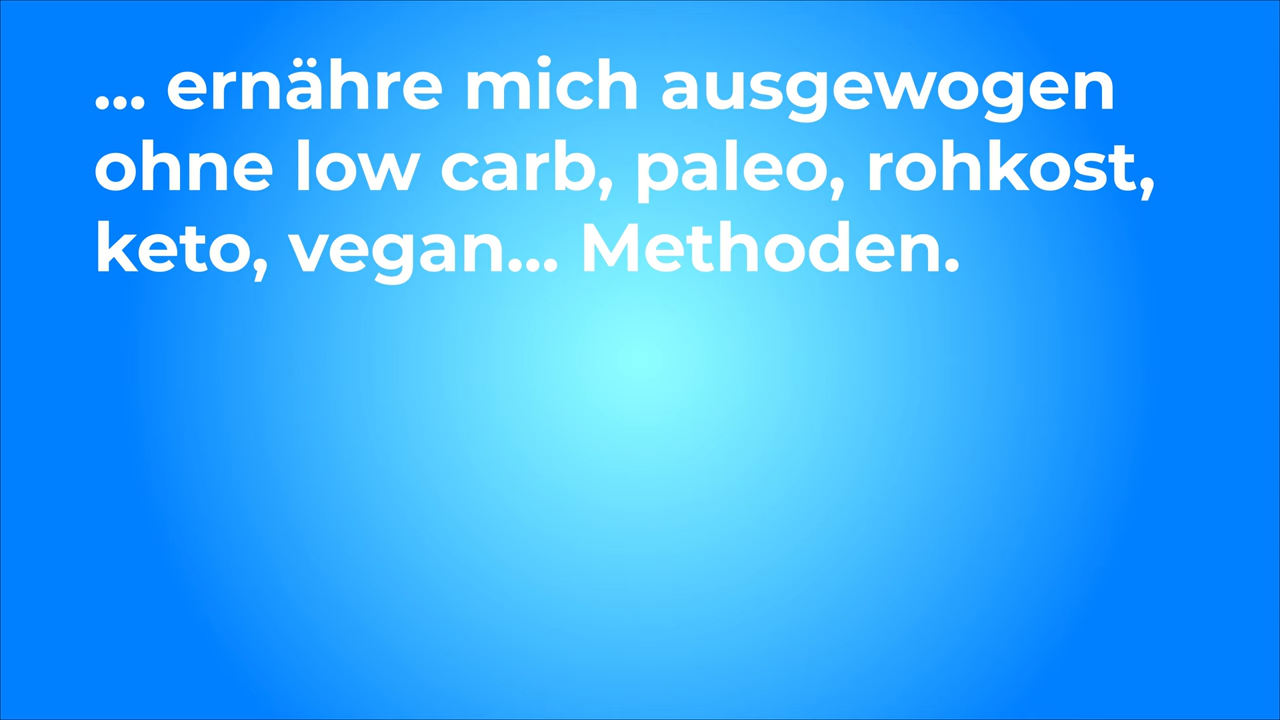 ... ernähre mich ausgewogen
ohne low carb, paleo, rohkost,
keto, vegan... Methoden.